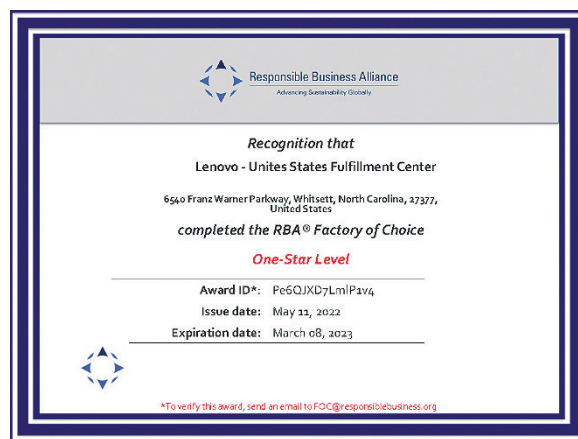 Responsible Business Alliance
Advancing Sustainability Globally
Recognition that
Lenovo - Unites States Fulfillment Center
6540 Franz Warner Parkway, Whitsett, North Carolina, 27377,
United States
completed the RBA® Factory of Choice
One-Star Level
Award ID*: Pe6QJXD7LmlP1v4
Issue date: May 11, 2022
Expiration date: March 08, 2023
*To verify this award, send an email to FOC@responsiblebusiness.org